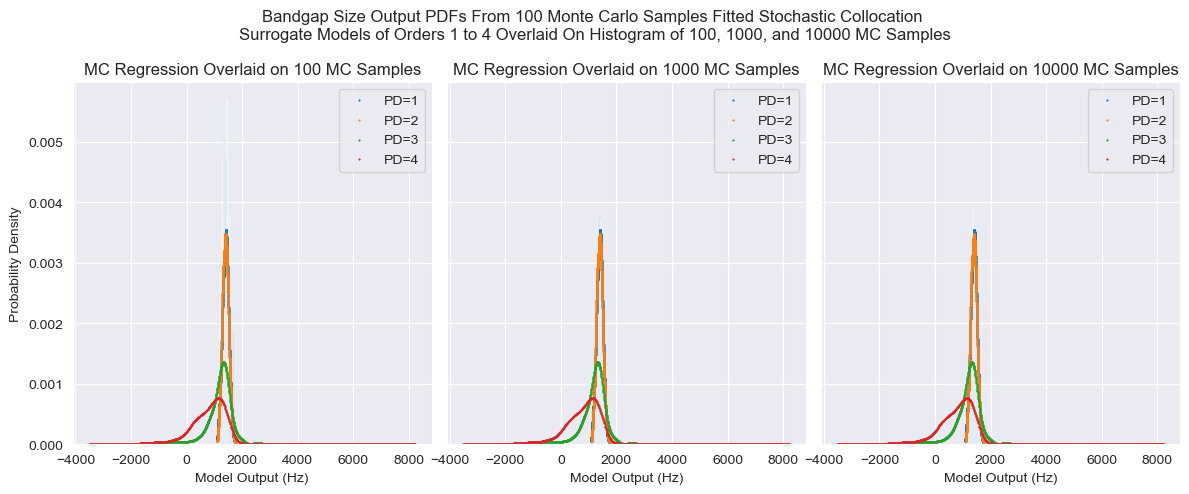 Bandgap Size Output PDFs From 100 Monte Carlo Samples Fitted Stochastic Collocation
Surrogate Models of Orders 1 to 4 Overlaid On Histogram of 100, 1000, and 10000 MC Samples
MC Regression Overlaid on 100 MC Samples
PD=1
PD=2
PD=3
PD=4
Probability Density
0.005
0.004
0.003
0.002
0.001
0.000
−4000 −2000 0 2000 4000 6000 8000
Model Output (Hz)
MC Regression Overlaid on 1000 MC Samples
PD=1
PD=2
PD=3
PD=4
−4000 −2000 0 2000 4000 6000 8000
Model Output (Hz)
MC Regression Overlaid on 10000 MC Samples
PD=1
PD=2
PD=3
PD=4
−4000 −2000 0 2000 4000 6000 8000
Model Output (Hz)